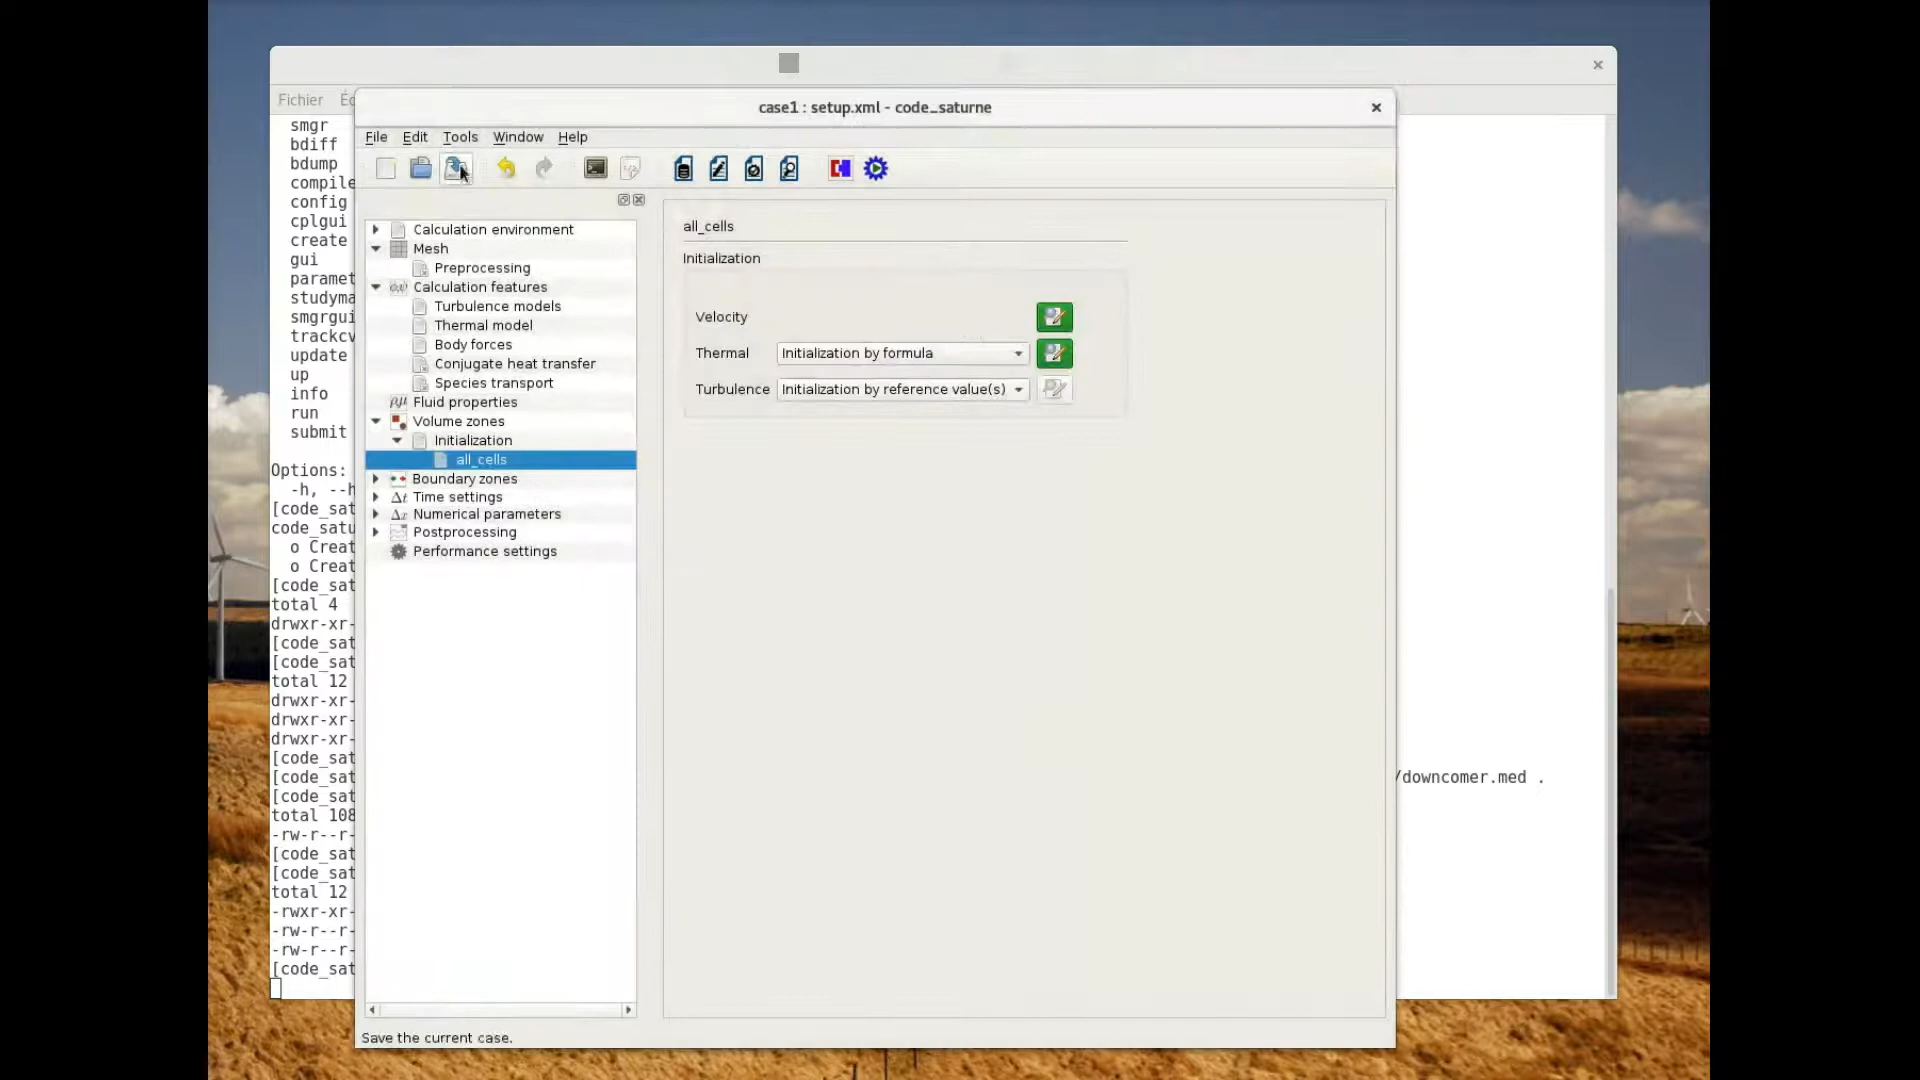 Fichier
case1 : setup.xml - code_saturne
File Edit Tools Window Help
smgr
bdiff
bdump
compile
config
cplgui
create
gui
paramet
studyma
smgrgui
trackcv
update
up
info
run
submit
Options:
-h, --h
[code_sat
code_satu
o Creat
o Creat
[code_sat
total 4
drwxr-xr-
[code_sat
[code_sat
total 12
drwxr-xr-
drwxr-xr-
drwxr-xr-
[code_sat
[code_sat
[code_sat
total 108
-rw-r--r-
[code_sat
[code_sat
total 12
-rwxr-xr-
-rw-r--r-
-rw-r--r-
[code_sat
/downcomer.med .
Calculation environment
Mesh
Preprocessing
Calculation features
Turbulence models
Thermal model
Body forces
Conjugate heat transfer
Species transport
Fluid properties
Volume zones
Initialization
all_cells
Boundary zones
Δt Time settings
Δx Numerical parameters
Postprocessing
Performance settings
all_cells
Initialization
Velocity
Thermal Initialization by formula
Turbulence Initialization by reference value(s)
Save the current case.